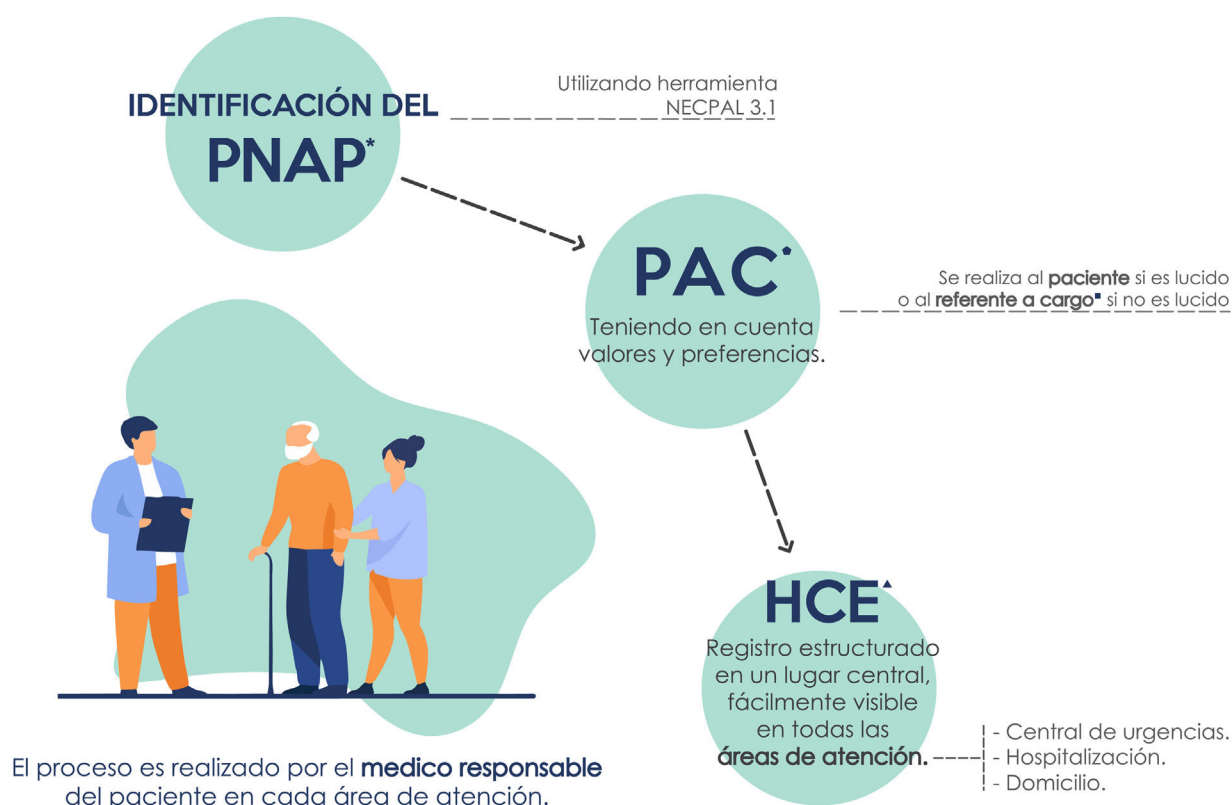 IDENTIFICACIÓN DEL
PNAP*
Utilizando herramienta
NECPAL 3.1
PAC
Teniendo en cuenta
valores y preferencias.
Se realiza al paciente si es lucido
o al referente a cargo■ si no es lucido
HCE▲
Registro estructurado
en un lugar central,
fácilmente visible
en todas las
áreas de atención.
- Central de urgencias.
- Hospitalización.
- Domicilio.
El proceso es realizado por el medico responsable
del paciente en cada área de atención.